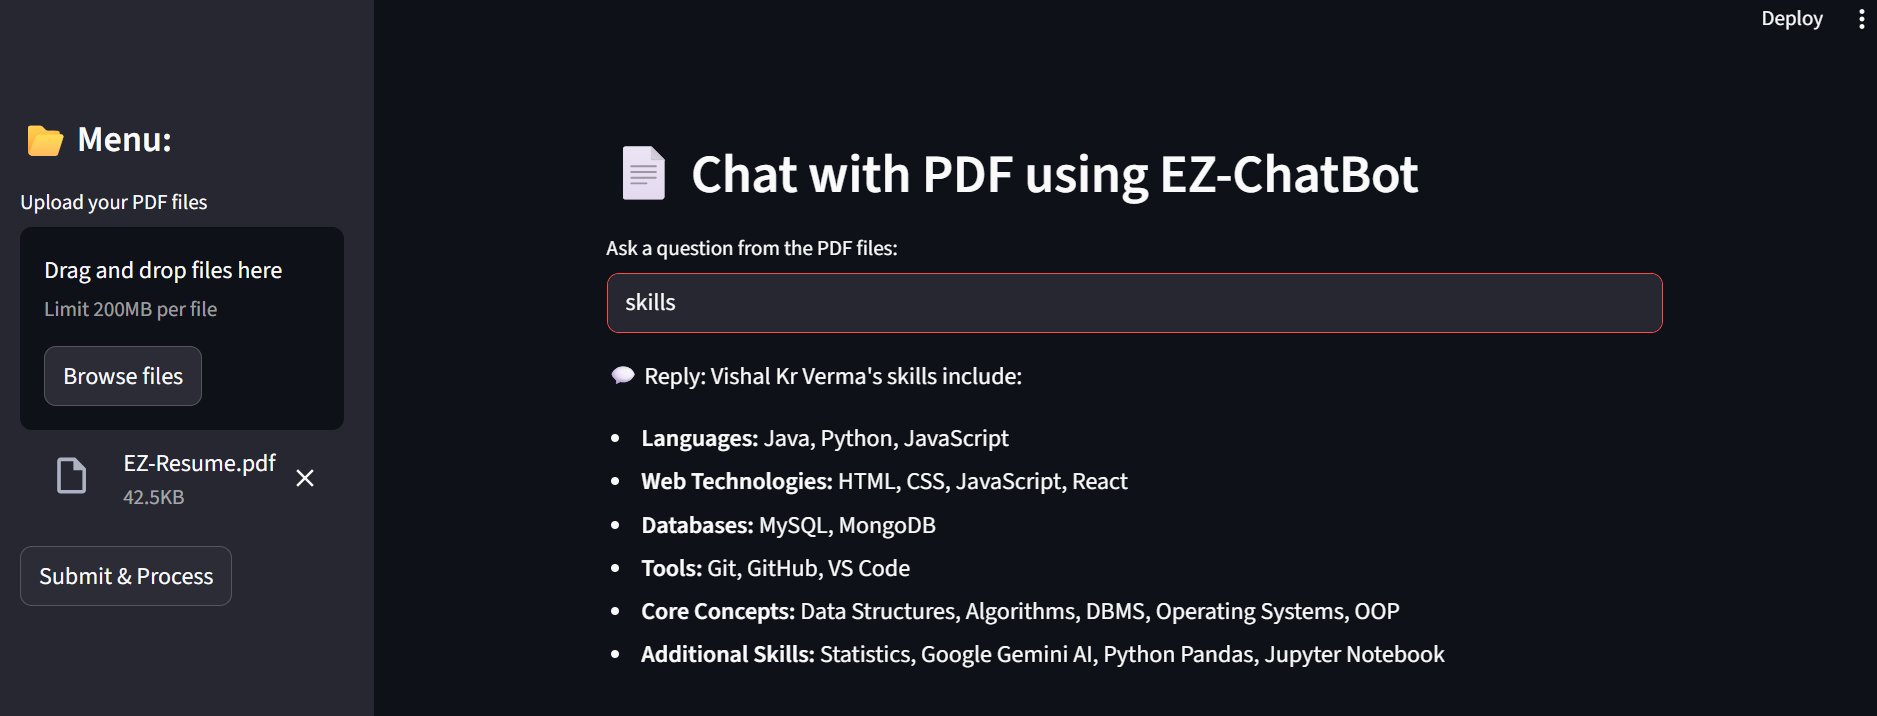 Deploy
Menu:
Upload your PDF files
Drag and drop files here
Limit 200MB per file
Browse files
EZ-Resume.pdf
42.5KB
Submit & Process
Chat with PDF using EZ-ChatBot
Ask a question from the PDF files:
skills
Reply: Vishal Kr Verma's skills include:
Languages: Java, Python, JavaScript
Web Technologies: HTML, CSS, JavaScript, React
Databases: MySQL, MongoDB
Tools: Git, GitHub, VS Code
Core Concepts: Data Structures, Algorithms, DBMS, Operating Systems, OOP
Additional Skills: Statistics, Google Gemini AI, Python Pandas, Jupyter Notebook